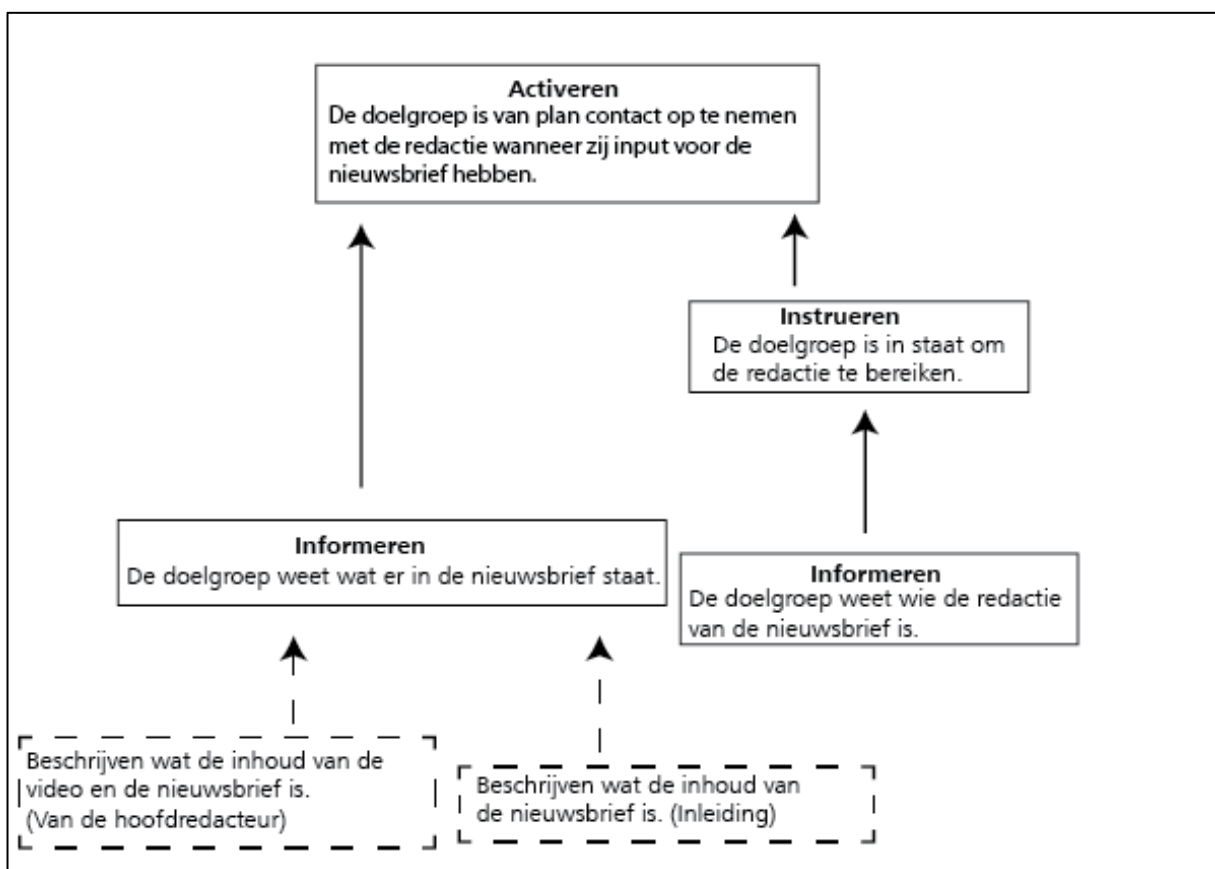 Activeren
De doelgroep is van plan contact op te nemen
met de redactie wanneer zij input voor de
nieuwsbrief hebben.
Instrueren
De doelgroep is in staat om
de redactie te bereiken.
Informeren
De doelgroep weet wat er in de nieuwsbrief staat.
Informeren
De doelgroep weet wie de redactie
van de nieuwsbrief is.
Beschrijven wat de inhoud van de
video en de nieuwsbrief is.
(Van de hoofdredacteur)
Beschrijven wat de inhoud van
de nieuwsbrief is. (Inleiding)